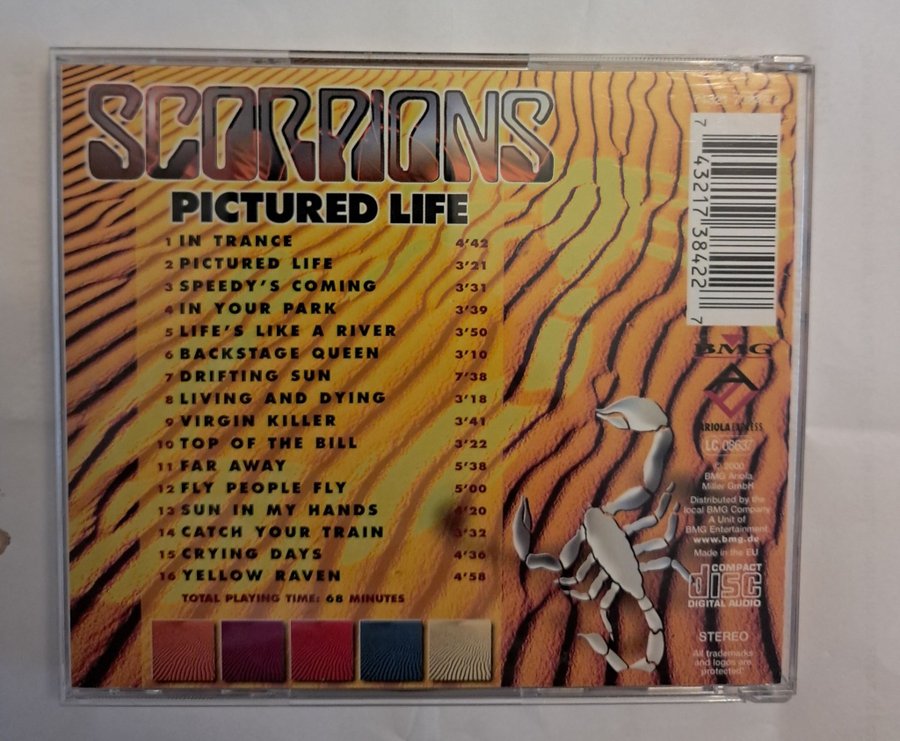 SCORPIONS
PICTURED LIFE
1 IN TRANCE 4'42
2 PICTURED LIFE 3'21
3 SPEEDY'S COMING 3'31
4 IN YOUR PARK 3'39
5 LIFE'S LIKE A RIVER 3'50
6 BACKSTAGE QUEEN 3'10
7 DRIFTING SUN 7'38
8 LIVING AND DYING 3'18
9 VIRGIN KILLER 3'41
10 TOP OF THE BILL 3'22
11 FAR AWAY 5'38
12 FLY PEOPLE FLY 5'00
13 SUN IN MY HANDS 4'20
14 CATCH YOUR TRAIN 3'32
15 CRYING DAYS 4'36
16 YELLOW RAVEN 4'58
TOTAL PLAYING TIME: 68 MINUTES
7 43217 38422 7
BMG
ARIOLA EXPRESS
LC 03637
© 2000
BMG Ariola
Miller GmbH
Distributed by the
local BMG Company
A Unit of
BMG Entertainment
www.bmg.de
Made in the EU
COMPACT
disc
DIGITAL AUDIO
STEREO
All trademarks
and logos are
protected